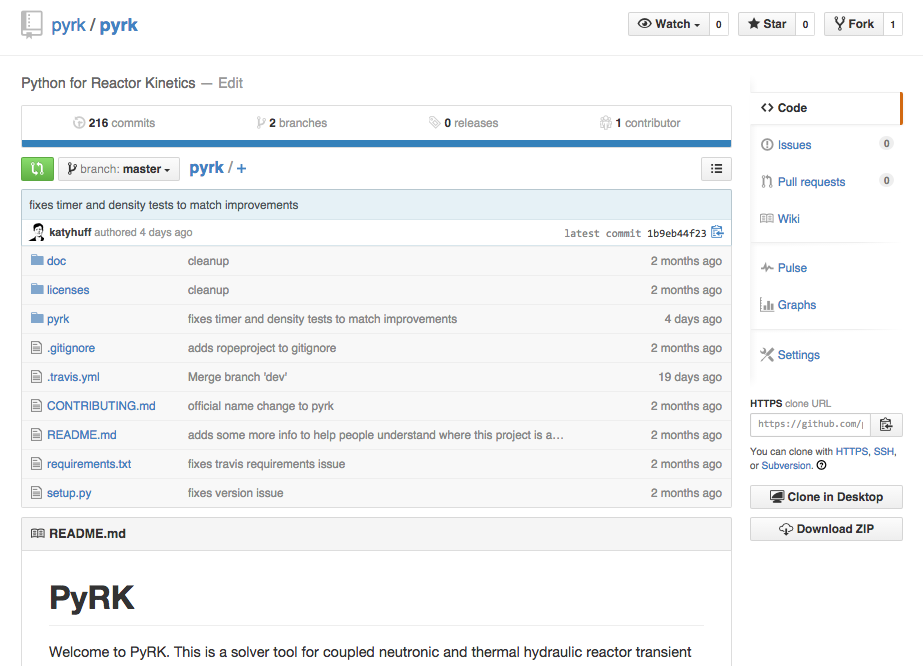 pyrk / pyrk
Watch 0 Star 0 Fork 1
Python for Reactor Kinetics — Edit
216 commits 2 branches 0 releases 1 contributor
branch: master pyrk / +
fixes timer and density tests to match improvements
katyhuff authored 4 days ago latest commit 1b9eb44f23
doc cleanup 2 months ago
licenses cleanup 2 months ago
pyrk fixes timer and density tests to match improvements 4 days ago
.gitignore adds ropeproject to gitignore 2 months ago
.travis.yml Merge branch 'dev' 19 days ago
CONTRIBUTING.md official name change to pyrk 2 months ago
README.md adds some more info to help people understand where this project is a… 2 months ago
requirements.txt fixes travis requirements issue 2 months ago
setup.py fixes version issue 2 months ago
README.md
PyRK
Welcome to PyRK. This is a solver tool for coupled neutronic and thermal hydraulic reactor transient
Code
Issues 0
Pull requests 0
Wiki
Pulse
Graphs
Settings
HTTPS clone URL
https://github.com/
You can clone with HTTPS, SSH,
or Subversion.
Clone in Desktop
Download ZIP